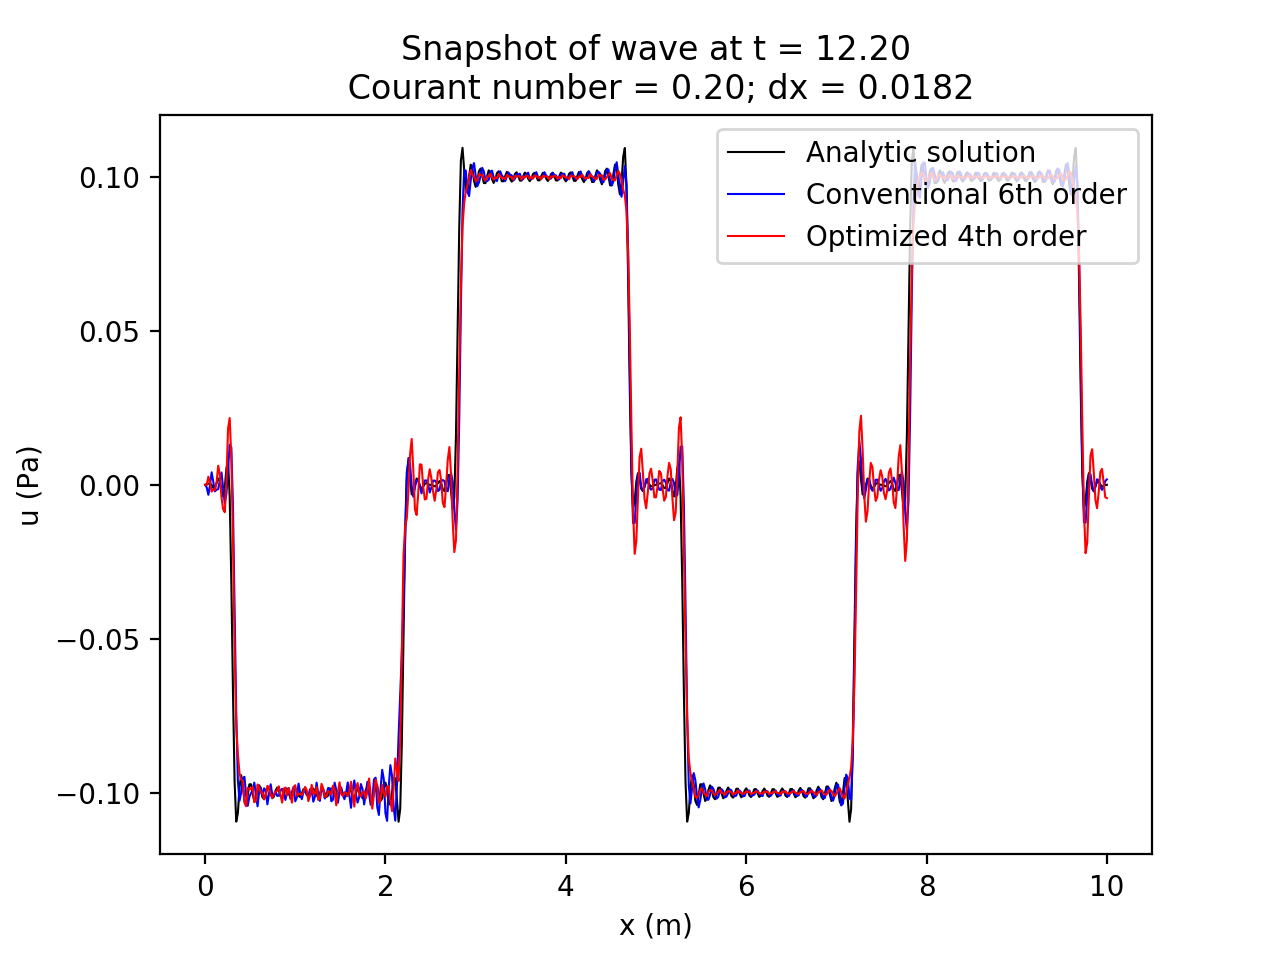 Snapshot of wave at t = 12.20
Courant number = 0.20; dx = 0.0182
Analytic solution
Conventional 6th order
Optimized 4th order
0.10
0.05
0.00
−0.05
−0.10
u (Pa)
0 2 4 6 8 10
x (m)